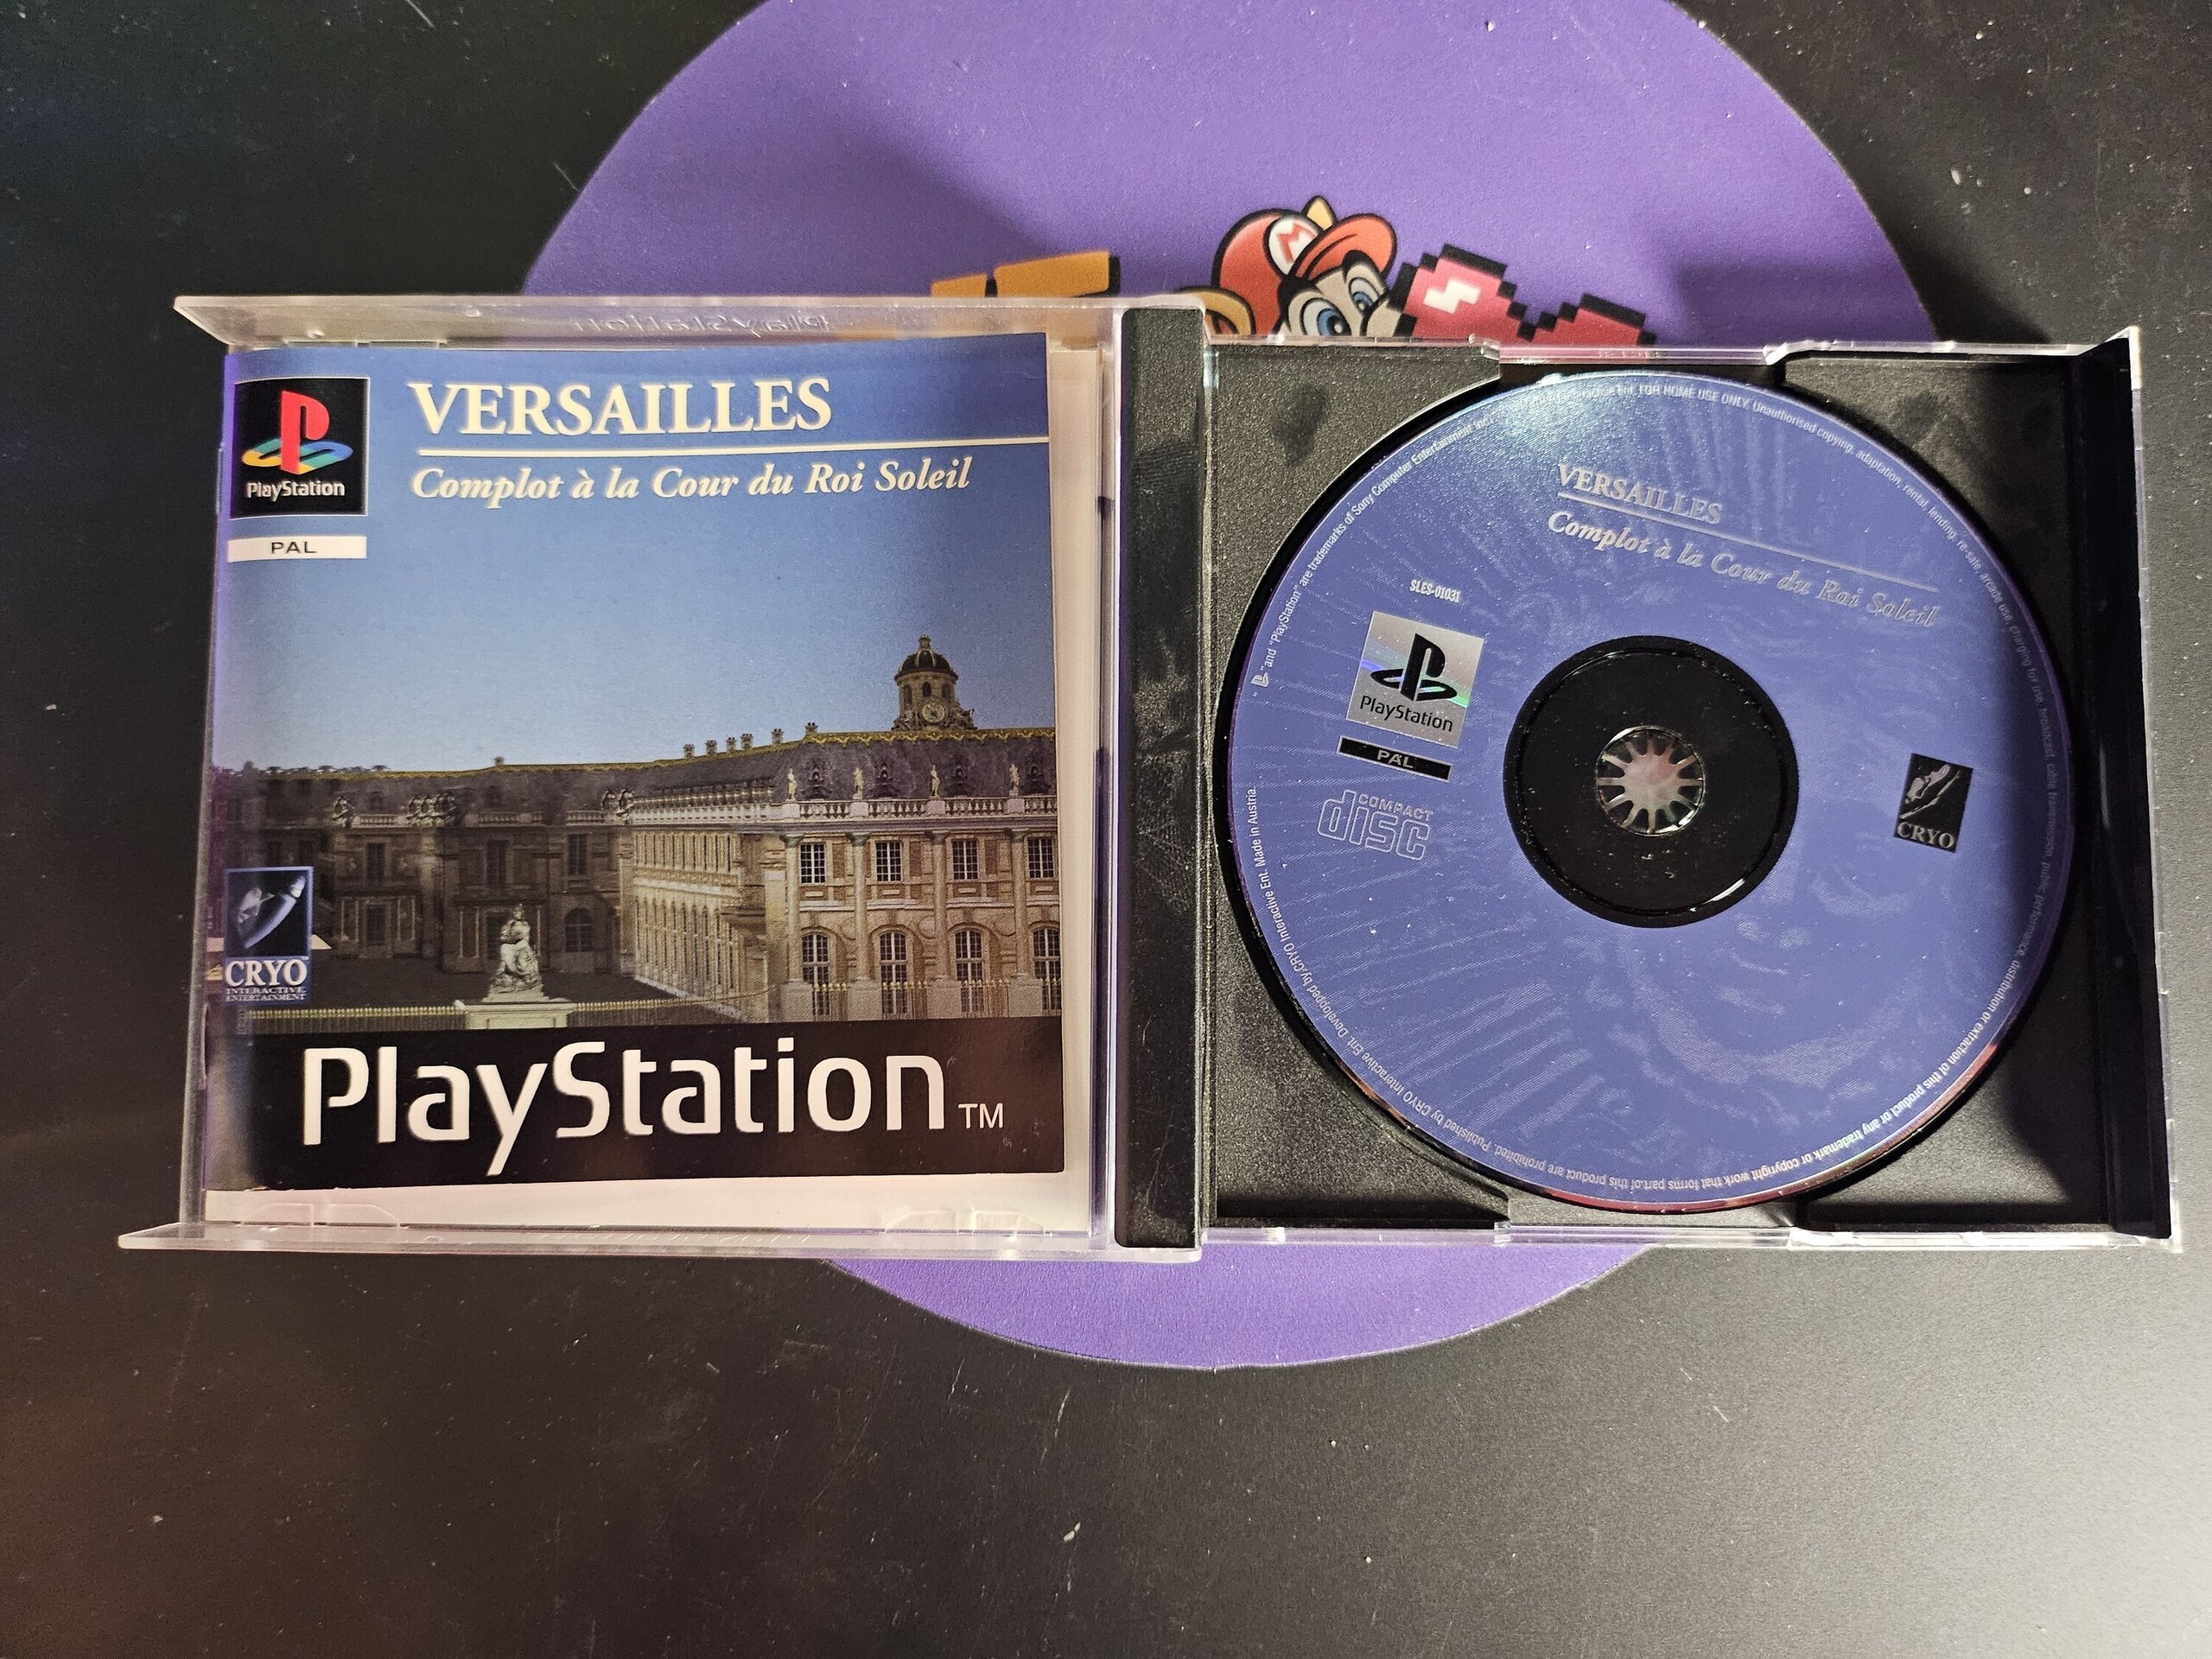 PlayStation
VERSAILLES
Complot à la Cour du Roi Soleil
PlayStation
PAL
CRYO
INTERACTIVE
ENTERTAINMENT
PlayStation™
M
VERSAILLES
Complot à la Cour du Roi Soleil
SLES-01031
PlayStation
PAL
COMPACT
disc
CRYO
and "PlayStation" are trademarks of Sony Computer Entertainment Inc
FOR HOME USE ONLY. Unauthorised copying, adaptation, rental, lending, re-sale, arcade use, charging for use, broadcast, cable transmission, public performance, distribution or extraction of this product or any trademark or copyright work that forms part of this product are prohibited. Published by CRYO Interactive Ent. Developed by CRYO Interactive Ent. Made in Austria.